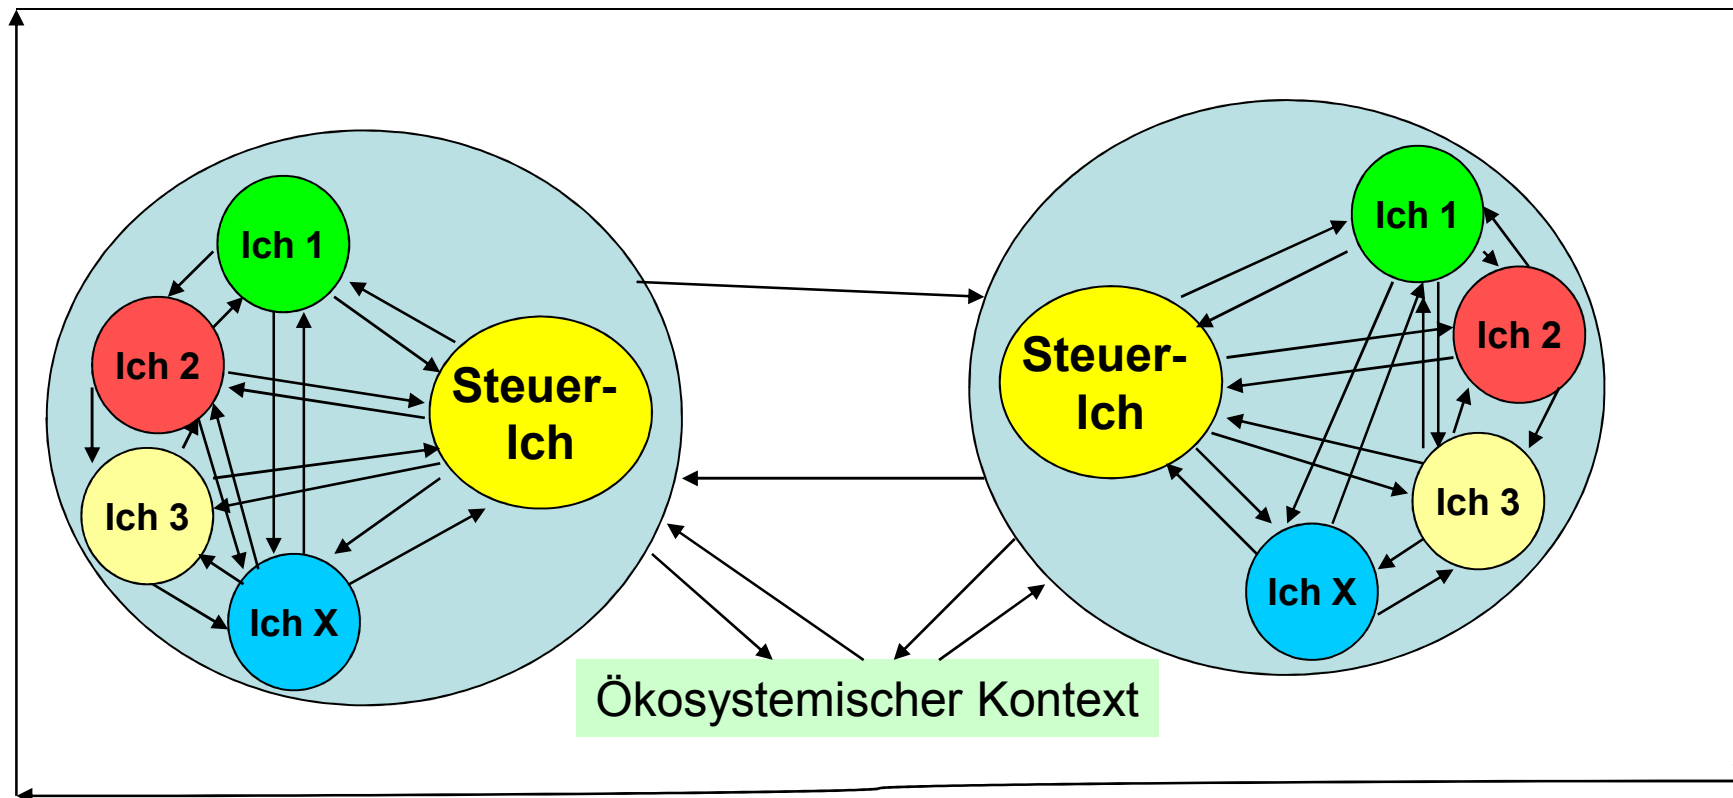 Ich 1
Ich 2
Steuer-
Ich
Ich 3
Ich X
Ich 1
Ich 2
Steuer-
Ich
Ich 3
Ich X
Ökosystemischer Kontext